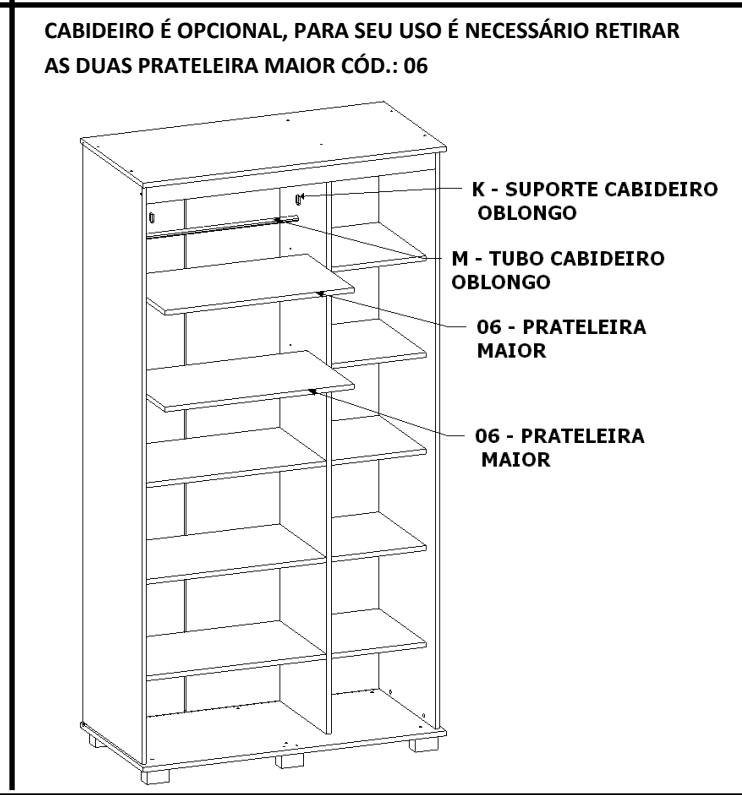 CABIDEIRO É OPCIONAL, PARA SEU USO É NECESSÁRIO RETIRAR
AS DUAS PRATELEIRA MAIOR CÓD.: 06
K - SUPORTE CABIDEIRO
OBLONGO
M - TUBO CABIDEIRO
OBLONGO
06 - PRATELEIRA
MAIOR
06 - PRATELEIRA
MAIOR